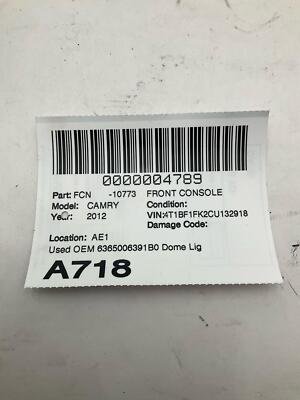 0000004789
Part: FCN -10773 FRONT CONSOLE
Model: CAMRY Condition:
Year: 2012 VIN:4T1BF1FK2CU132918
Damage Code:
Location: AE1
Used OEM 6365006391B0 Dome Lig
A718